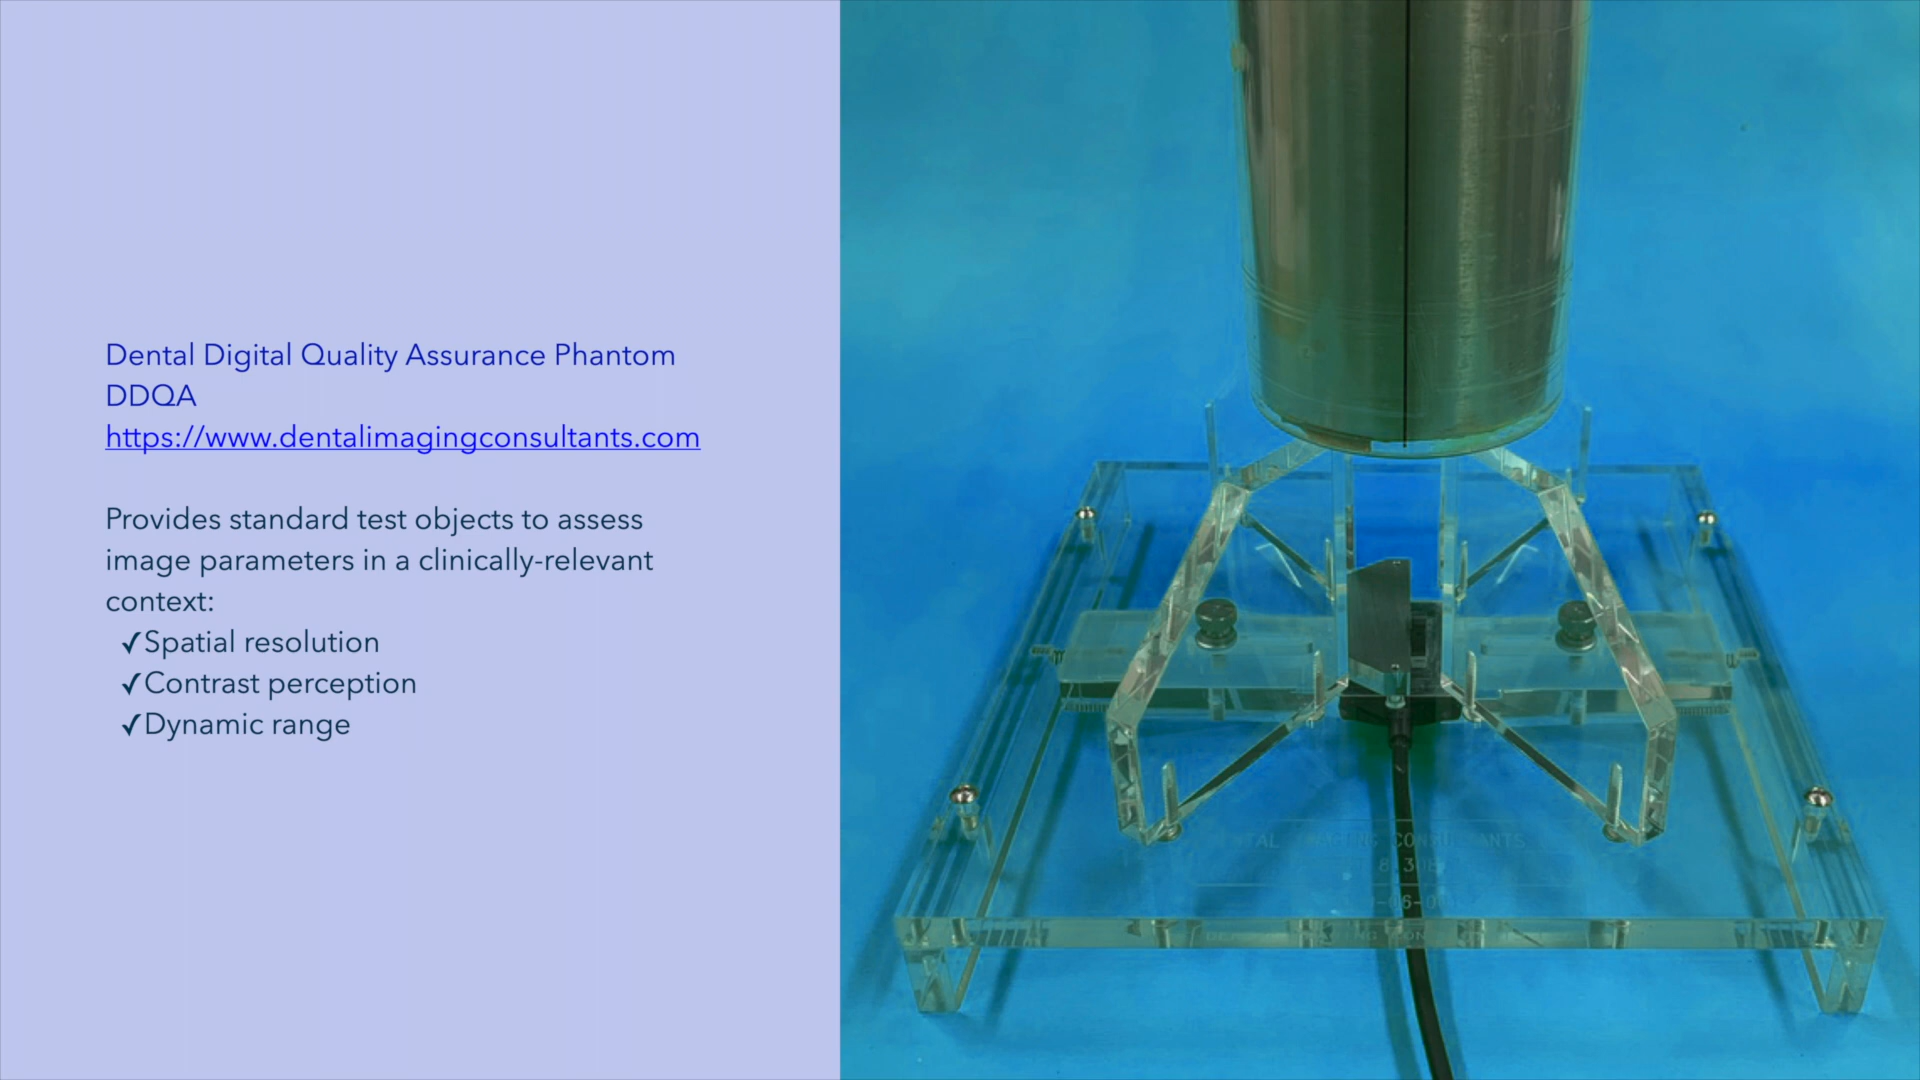 Dental Digital Quality Assurance Phantom
DDQA
https://www.dentalimagingconsultants.com
Provides standard test objects to assess
image parameters in a clinically-relevant
context:
✓Spatial resolution
✓Contrast perception
✓Dynamic range
CONSULTANTS